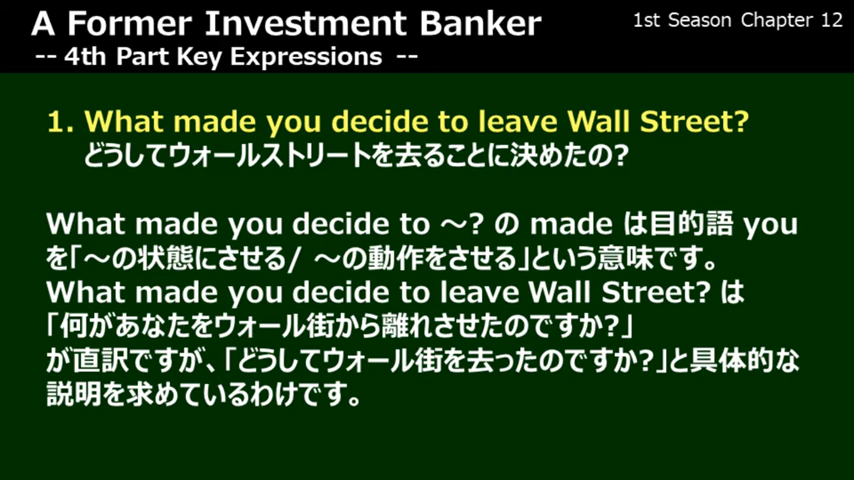 A Former Investment Banker
1st Season Chapter 12
-- 4th Part Key Expressions --
1. What made you decide to leave Wall Street?
どうしてウォールストリートを去ることに決めたの?
What made you decide to ～? の made は目的語 you
を「～の状態にさせる/ ～の動作をさせる」という意味です。
What made you decide to leave Wall Street? は
「何があなたをウォール街から離れさせたのですか?」
が直訳ですが、「どうしてウォール街を去ったのですか?」と具体的な
説明を求めているわけです。